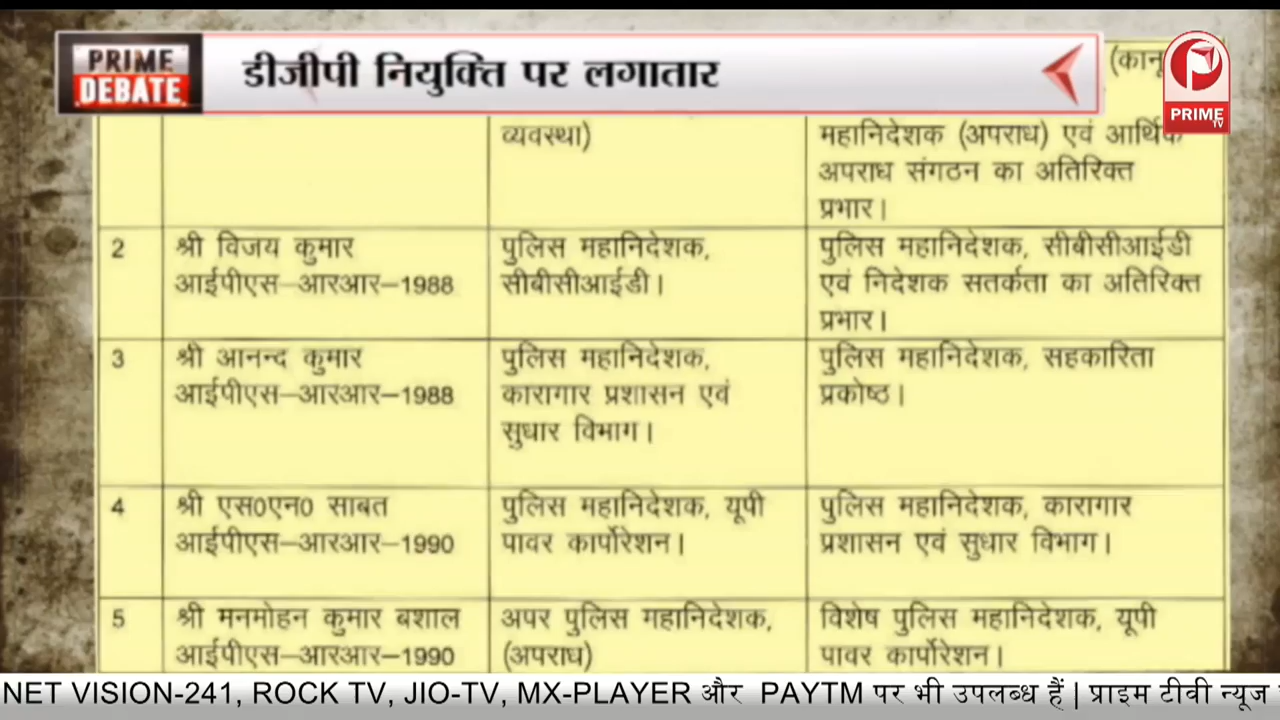 PRIME
DEBATE
डीजीपी नियुक्ति पर लगातार
PRIME
TV
(कानू
व्यवस्था)
महानिदेशक (अपराध) एवं आर्थिक
अपराध संगठन का अतिरिक्त
प्रभार।
2
श्री विजय कुमार
आईपीएस–आरआर–1988
पुलिस महानिदेशक,
सीबीसीआईडी।
पुलिस महानिदेशक, सीबीसीआईडी
एवं निदेशक सतर्कता का अतिरिक्त
प्रभार।
3
श्री आनन्द कुमार
आईपीएस–आरआर–1988
पुलिस महानिदेशक,
कारागार प्रशासन एवं
सुधार विभाग।
पुलिस महानिदेशक, सहकारिता
प्रकोष्ठ।
4
श्री एस0एन0 साबत
आईपीएस–आरआर–1990
पुलिस महानिदेशक, यूपी
पावर कार्पोरेशन।
पुलिस महानिदेशक, कारागार
प्रशासन एवं सुधार विभाग।
5
श्री मनमोहन कुमार बशाल
आईपीएस–आरआर–1990
अपर पुलिस महानिदेशक,
(अपराध)
विशेष पुलिस महानिदेशक, यूपी
पावर कार्पोरेशन।
NET VISION-241, ROCK TV, JIO-TV, MX-PLAYER और PAYTM पर भी उपलब्ध हैं | प्राइम टीवी न्यूज